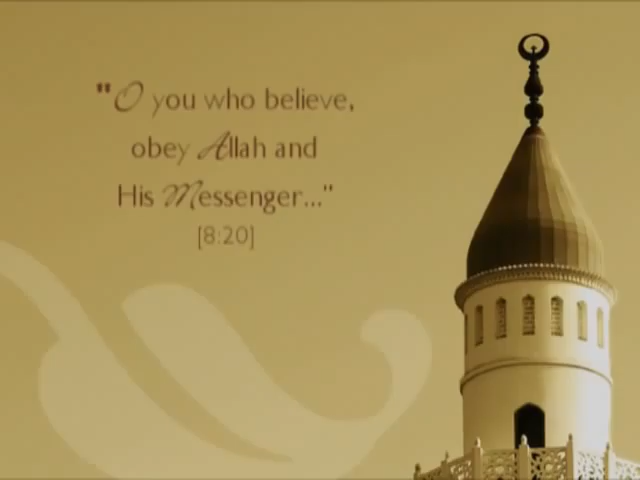 "O you who believe,
obey Allah and
His Messenger..."
[8:20]